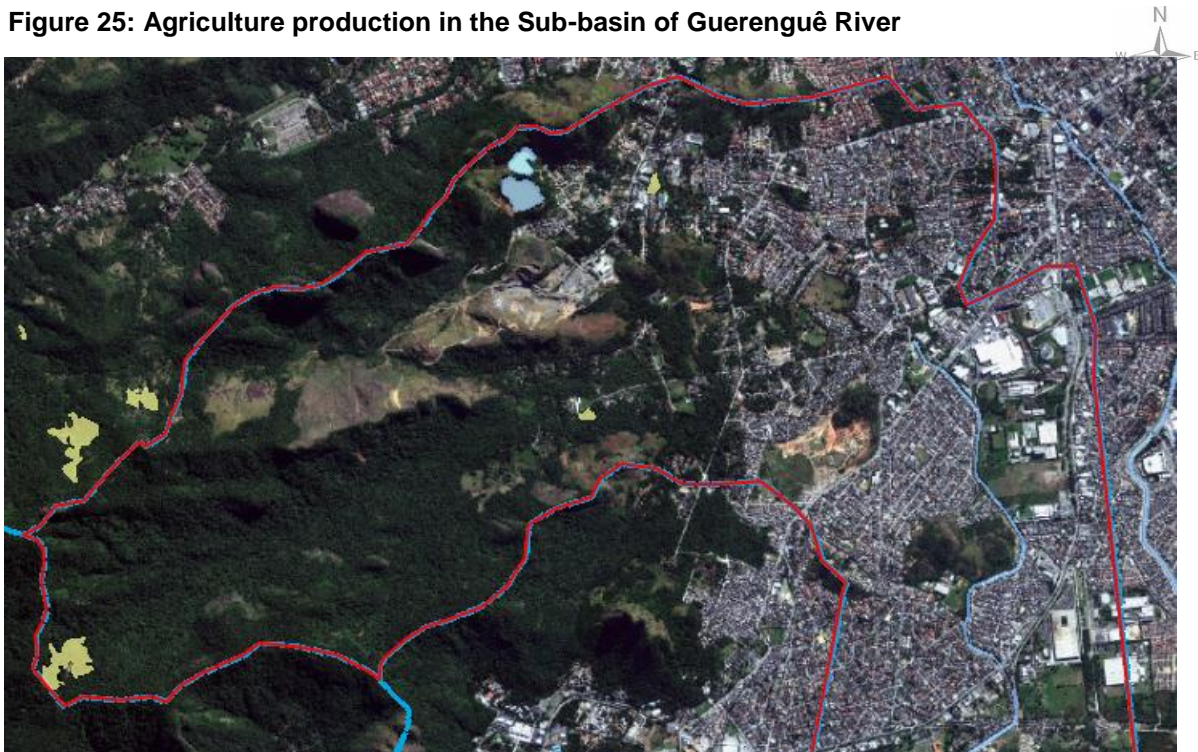 Figure 25: Agriculture production in the Sub-basin of Guerenguê River
N
W
E